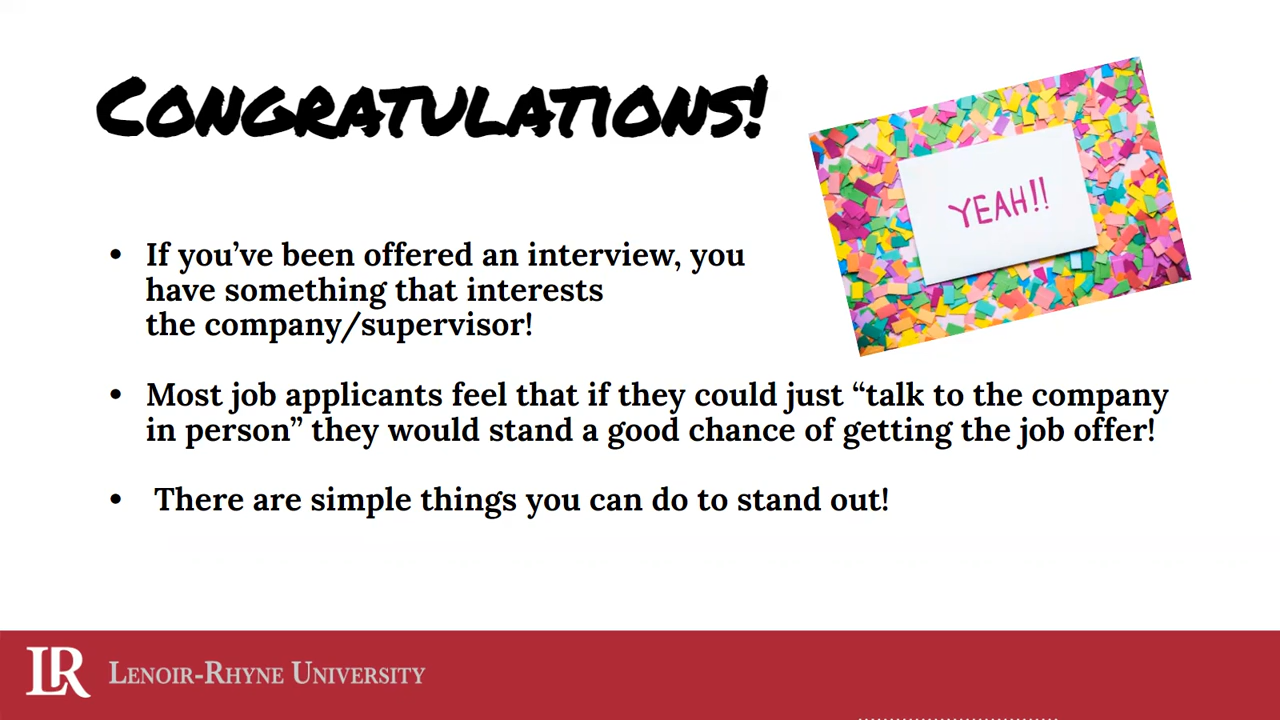 Congratulations!
YEAH!!
• If you’ve been offered an interview, you
have something that interests
the company/supervisor!
• Most job applicants feel that if they could just “talk to the company
in person” they would stand a good chance of getting the job offer!
• There are simple things you can do to stand out!
LR Lenoir-Rhyne University